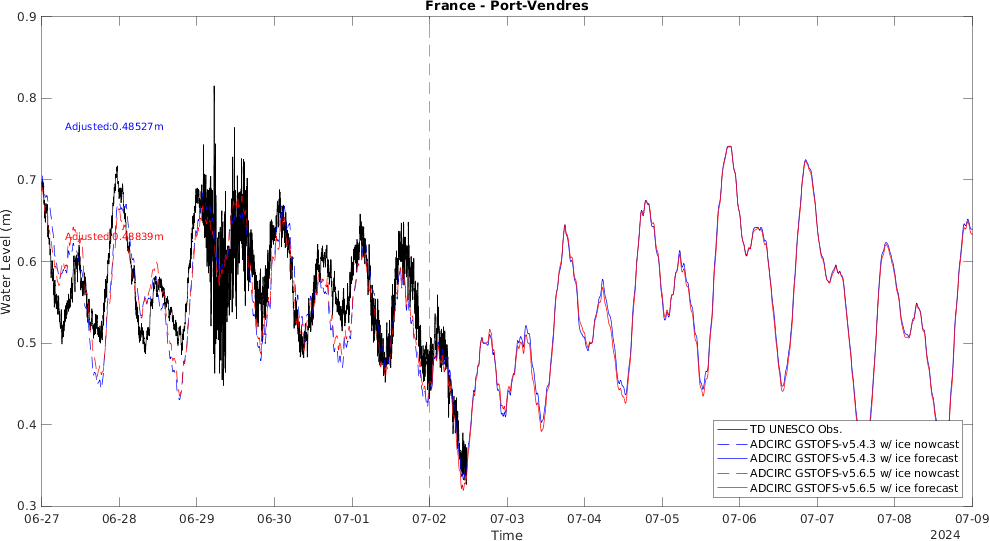 France - Port-Vendres
0.9
0.8
0.7
0.6
0.5
0.4
0.3
Water Level (m)
Adjusted:0.48527m
Adjusted:0.48839m
TD UNESCO Obs.
ADCIRC GSTOFS-v5.4.3 w/ ice nowcast
ADCIRC GSTOFS-v5.4.3 w/ ice forecast
ADCIRC GSTOFS-v5.6.5 w/ ice nowcast
ADCIRC GSTOFS-v5.6.5 w/ ice forecast
06-27 06-28 06-29 06-30 07-01 07-02 07-03 07-04 07-05 07-06 07-07 07-08 07-09
Time
2024